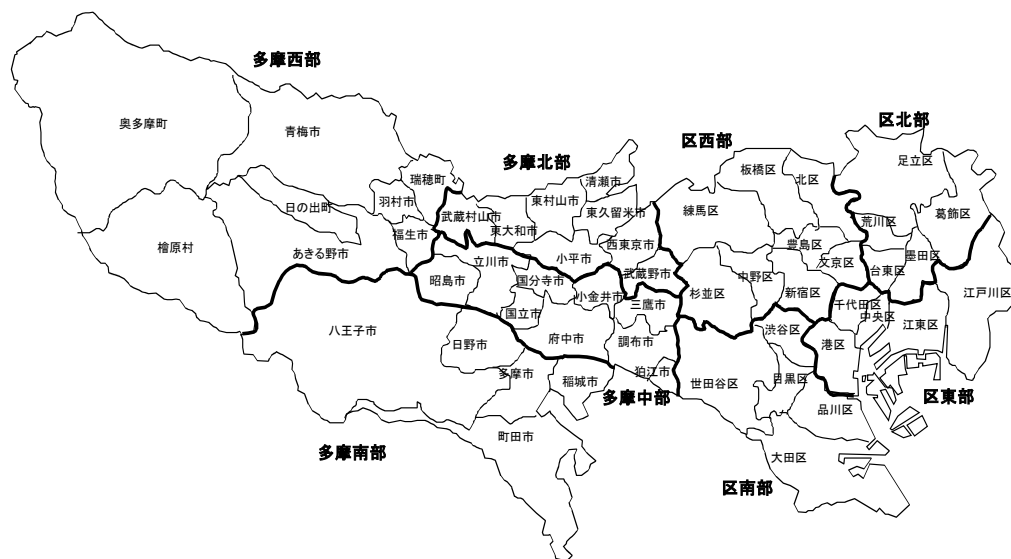 多摩西部
奥多摩町
青梅市
瑞穂町
羽村市
日の出町
福生市
檜原村
あきる野市
多摩北部
清瀬市
東村山市
武蔵村山市
東久留米市
東大和市
西東京市
小平市
武蔵野市
立川市
国分寺市
昭島市
小金井市
三鷹市
国立市
府中市
調布市
狛江市
多摩中部
八王子市
日野市
多摩市
稲城市
町田市
多摩南部
区西部
板橋区
北区
練馬区
豊島区
文京区
中野区
杉並区
新宿区
区北部
足立区
葛飾区
荒川区
墨田区
台東区
江戸川区
千代田区
中央区
江東区
港区
区東部
渋谷区
世田谷区
目黒区
品川区
大田区
区南部